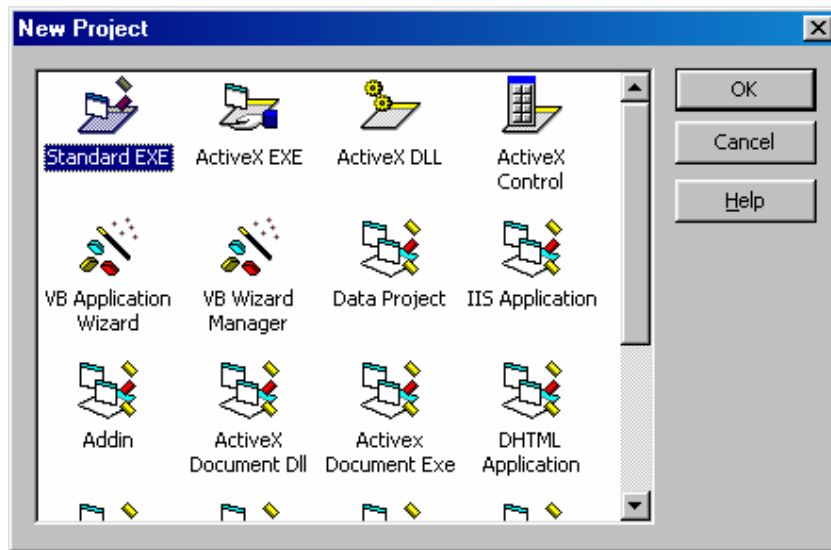 New Project
Standard EXE
ActiveX EXE
ActiveX DLL
ActiveX
Control
VB Application
Wizard
VB Wizard
Manager
Data Project
IIS Application
Addin
ActiveX
Document Dll
Activex
Document Exe
DHTML
Application
OK
Cancel
Help